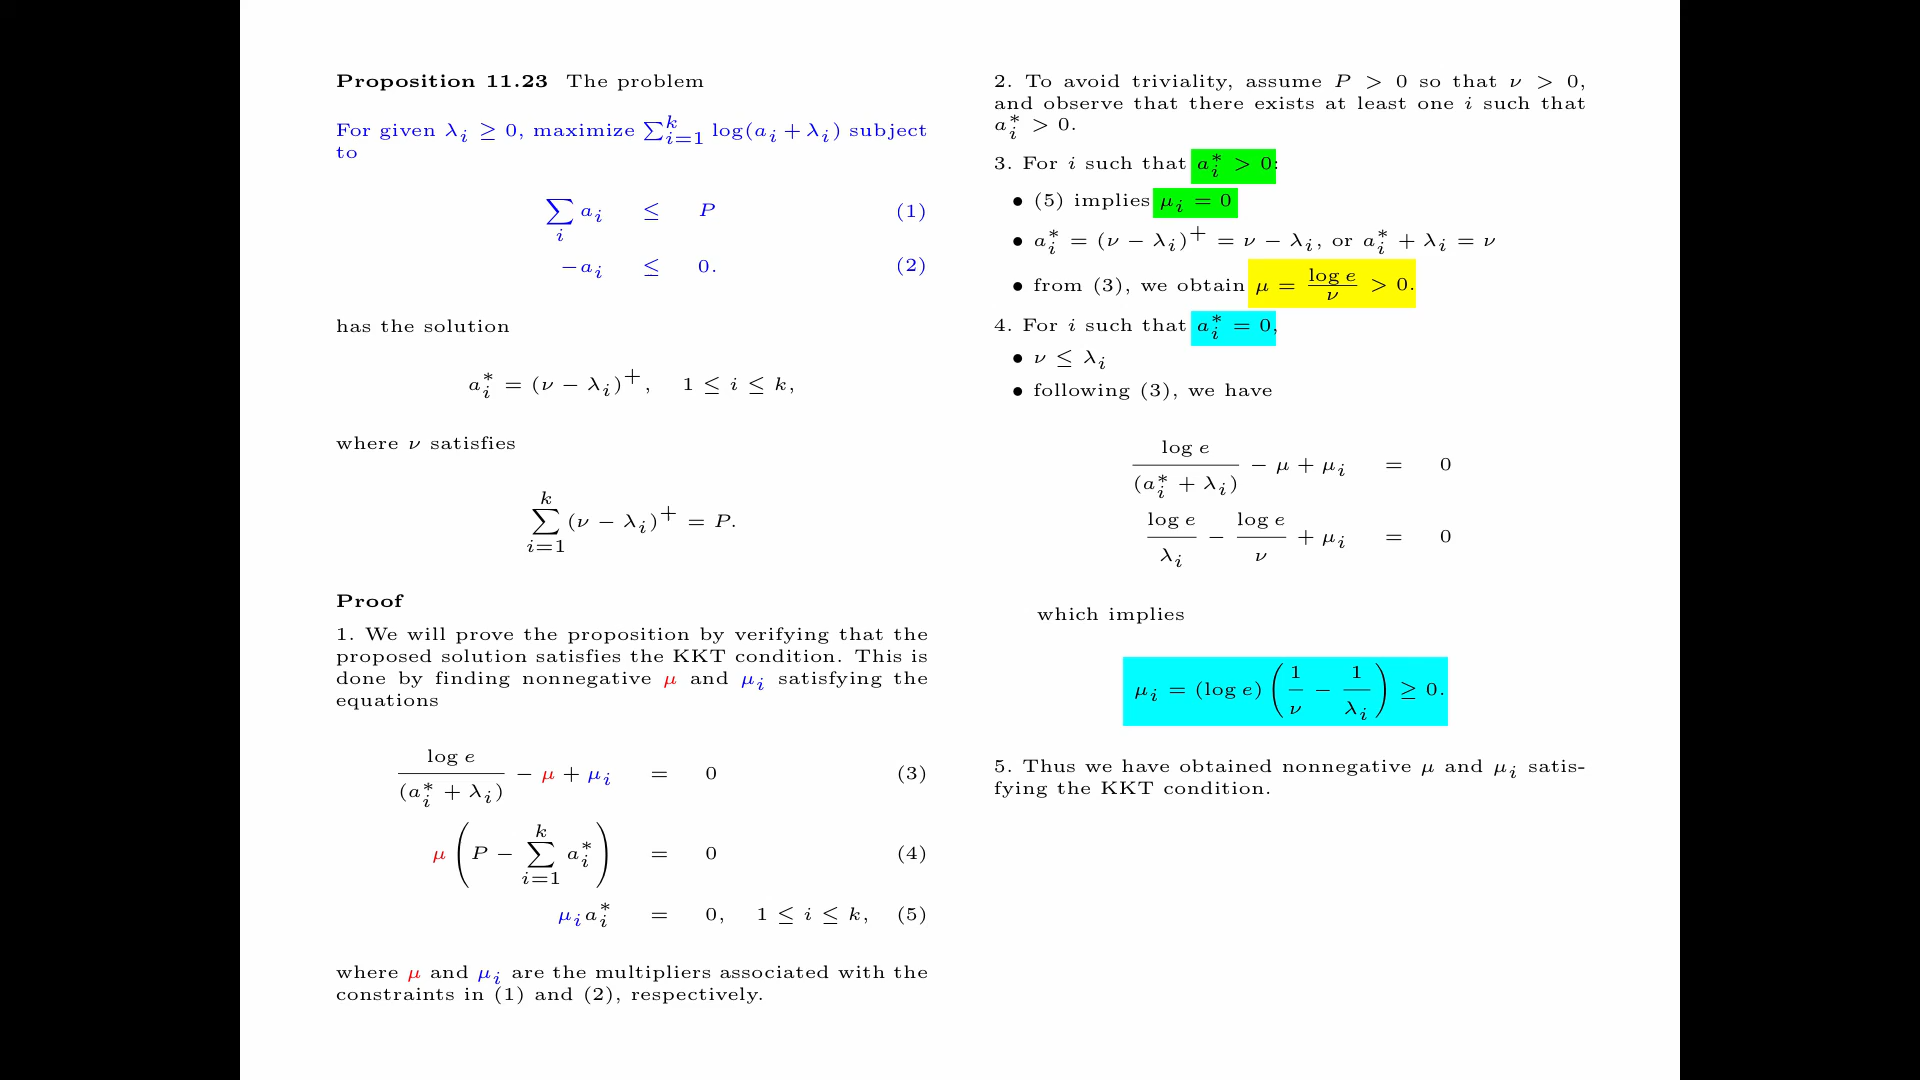 Proposition 11.23 The problem
For given λ_i ≥ 0, maximize ∑_{i=1}^k log(a_i + λ_i) subject
to
∑_i a_i ≤ P (1)
−a_i ≤ 0. (2)
has the solution
a_i^* = (ν − λ_i)^+, 1 ≤ i ≤ k,
where ν satisfies
∑_{i=1}^k (ν − λ_i)^+ = P.
Proof
1. We will prove the proposition by verifying that the
proposed solution satisfies the KKT condition. This is
done by finding nonnegative μ and μ_i satisfying the
equations
\frac{log e}{(a_i^* + λ_i)} − μ + μ_i = 0 (3)
μ (P − ∑_{i=1}^k a_i^*) = 0 (4)
μ_i a_i^* = 0, 1 ≤ i ≤ k, (5)
where μ and μ_i are the multipliers associated with the
constraints in (1) and (2), respectively.
2. To avoid triviality, assume P > 0 so that ν > 0,
and observe that there exists at least one i such that
a_i^* > 0.
3. For i such that a_i^* > 0:
• (5) implies μ_i = 0
• a_i^* = (ν − λ_i)^+ = ν − λ_i, or a_i^* + λ_i = ν
• from (3), we obtain μ = \frac{log e}{ν} > 0.
4. For i such that a_i^* = 0,
• ν ≤ λ_i
• following (3), we have
\frac{log e}{(a_i^* + λ_i)} − μ + μ_i = 0
\frac{log e}{λ_i} − \frac{log e}{ν} + μ_i = 0
which implies
μ_i = (log e) (\frac{1}{ν} − \frac{1}{λ_i}) ≥ 0.
5. Thus we have obtained nonnegative μ and μ_i satis-
fying the KKT condition.